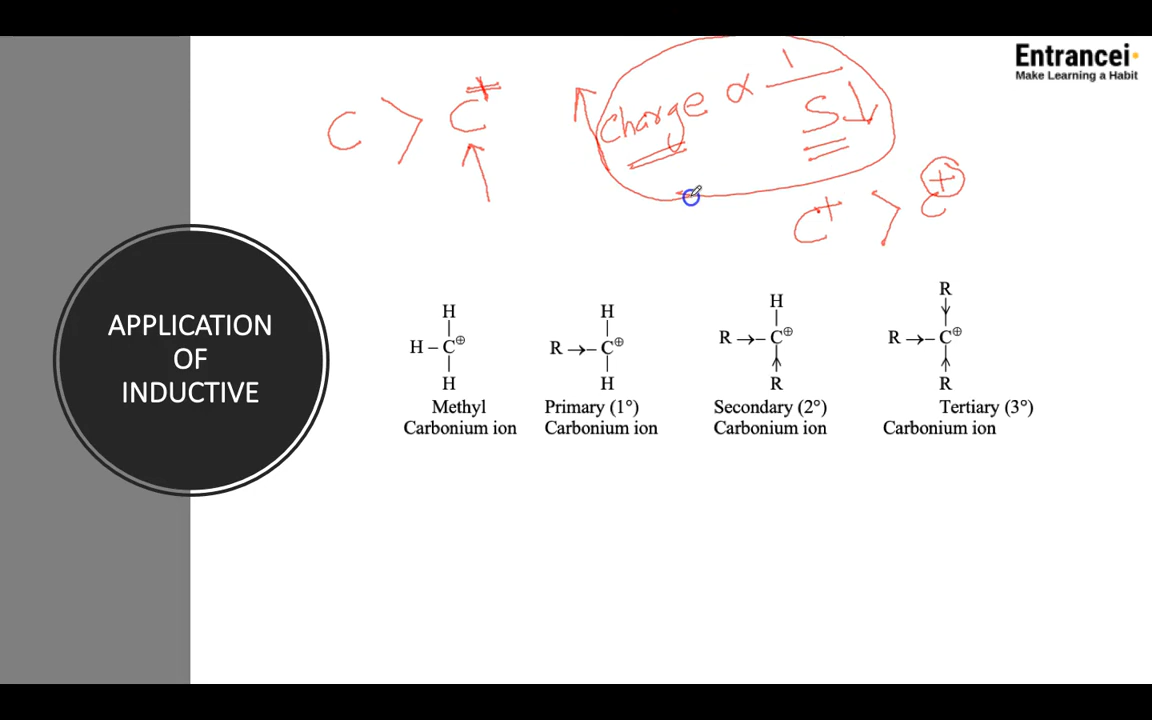 Entrancei
Make Learning a Habit
C > C+
Charge ∝ 1/S↓
C+ > C⊕
APPLICATION
OF
INDUCTIVE
H
H – C⊕
H
Methyl
Carbonium ion
H
R →– C⊕
H
Primary (1°)
Carbonium ion
H
R →– C⊕
R
Secondary (2°)
Carbonium ion
R
R →– C⊕
R
Tertiary (3°)
Carbonium ion